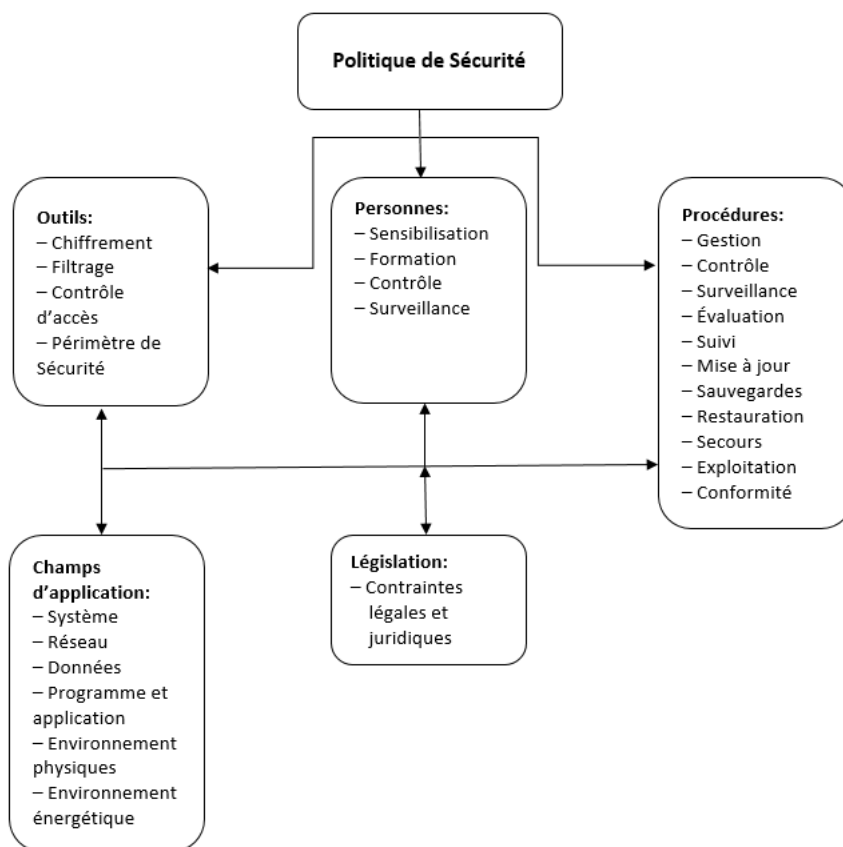 Politique de Sécurité
Outils:
– Chiffrement
– Filtrage
– Contrôle
d’accès
– Périmètre de
Sécurité
Personnes:
– Sensibilisation
– Formation
– Contrôle
– Surveillance
Procédures:
– Gestion
– Contrôle
– Surveillance
– Évaluation
– Suivi
– Mise à jour
– Sauvegardes
– Restauration
– Secours
– Exploitation
– Conformité
Champs
d’application:
– Système
– Réseau
– Données
– Programme et
application
– Environnement
physiques
– Environnement
énergétique
Législation:
– Contraintes
légales et
juridiques